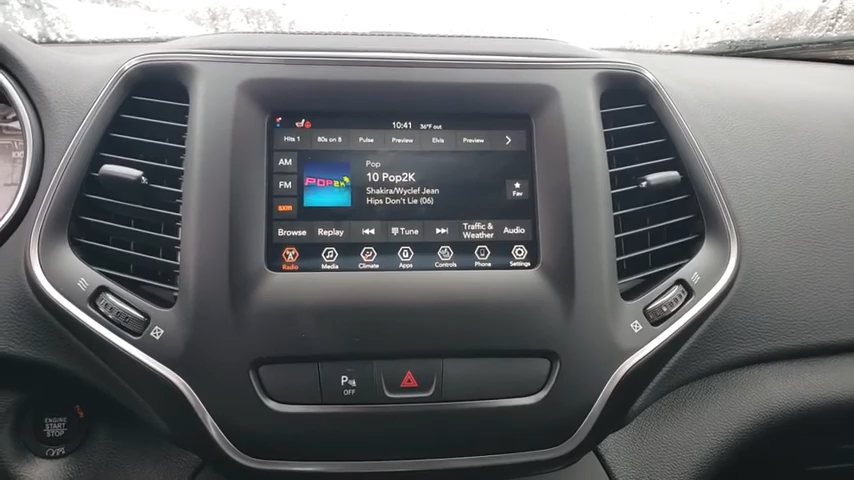 10:41 36°F out
Hits 1 80s on 8 Pulse Preview Elvis Preview
AM
FM
SXM
POP2K
Pop
10 Pop2K
Shakira/Wyclef Jean
Hips Don't Lie (06)
Fav
Browse Replay Tune Traffic & Weather Audio
Radio Media Climate Apps Controls Phone Settings
P
OFF
ENGINE
START
STOP